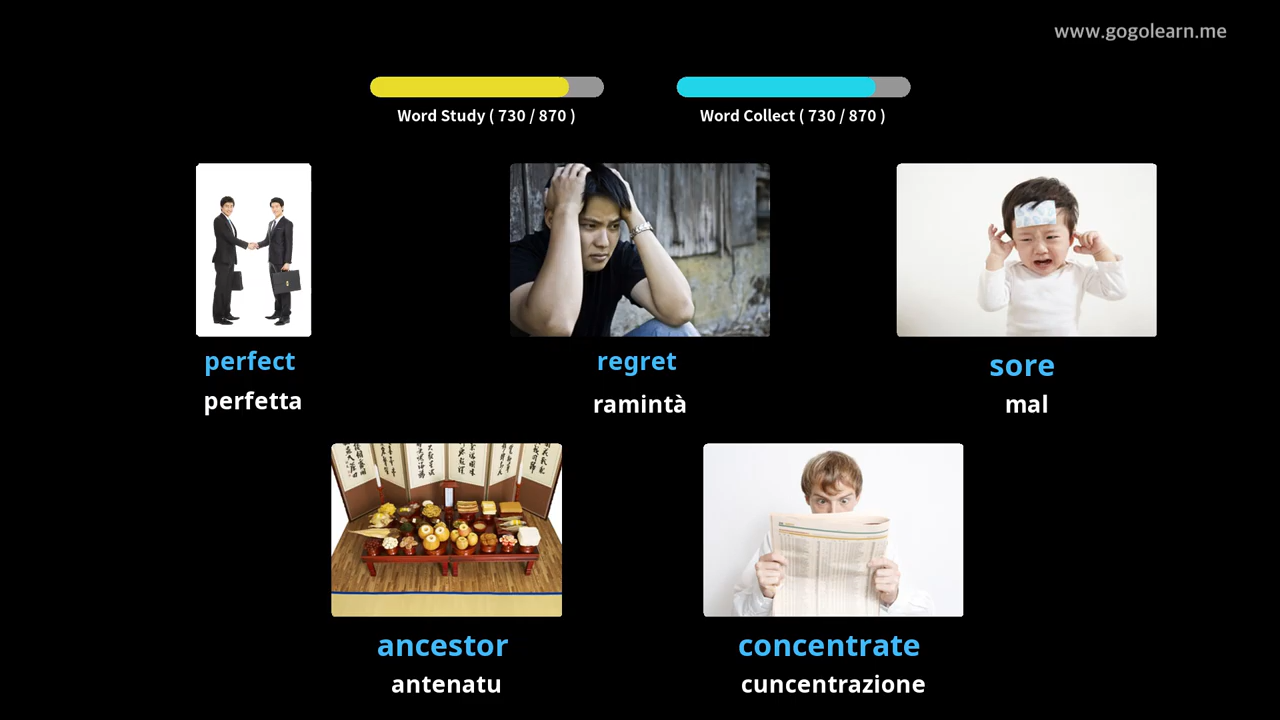 www.gogolearn.me
Word Study ( 730 / 870 )
Word Collect ( 730 / 870 )
perfect
perfetta
regret
ramintà
sore
mal
ancestor
antenatu
concentrate
cuncentrazione